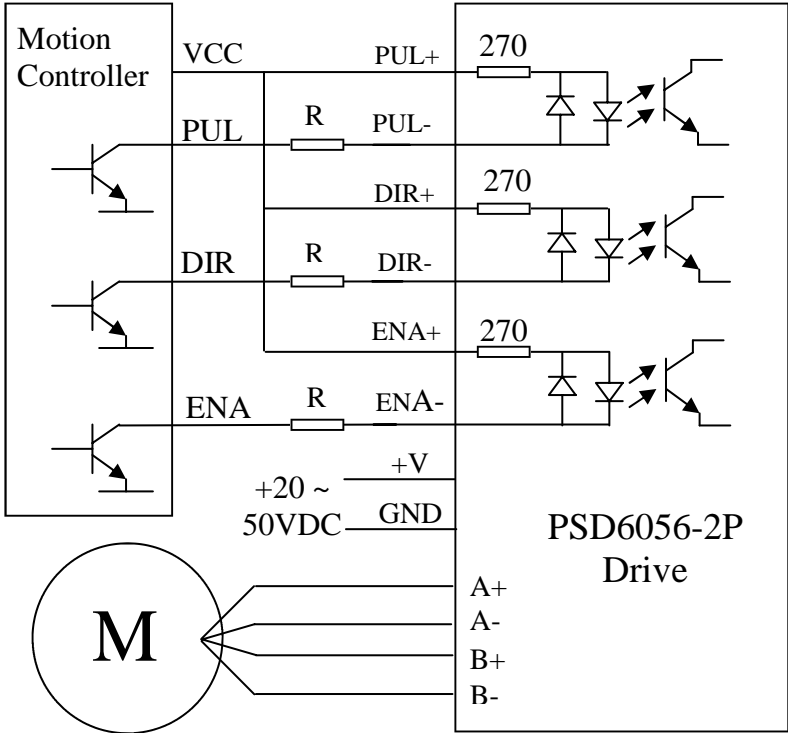 Motion
Controller
VCC
PUL+
270
PUL
R
PUL-
DIR+
270
DIR
R
DIR-
ENA+
270
ENA
R
ENA-
+V
+20 ~
50VDC
GND
PSD6056-2P
Drive
M
A+
A-
B+
B-